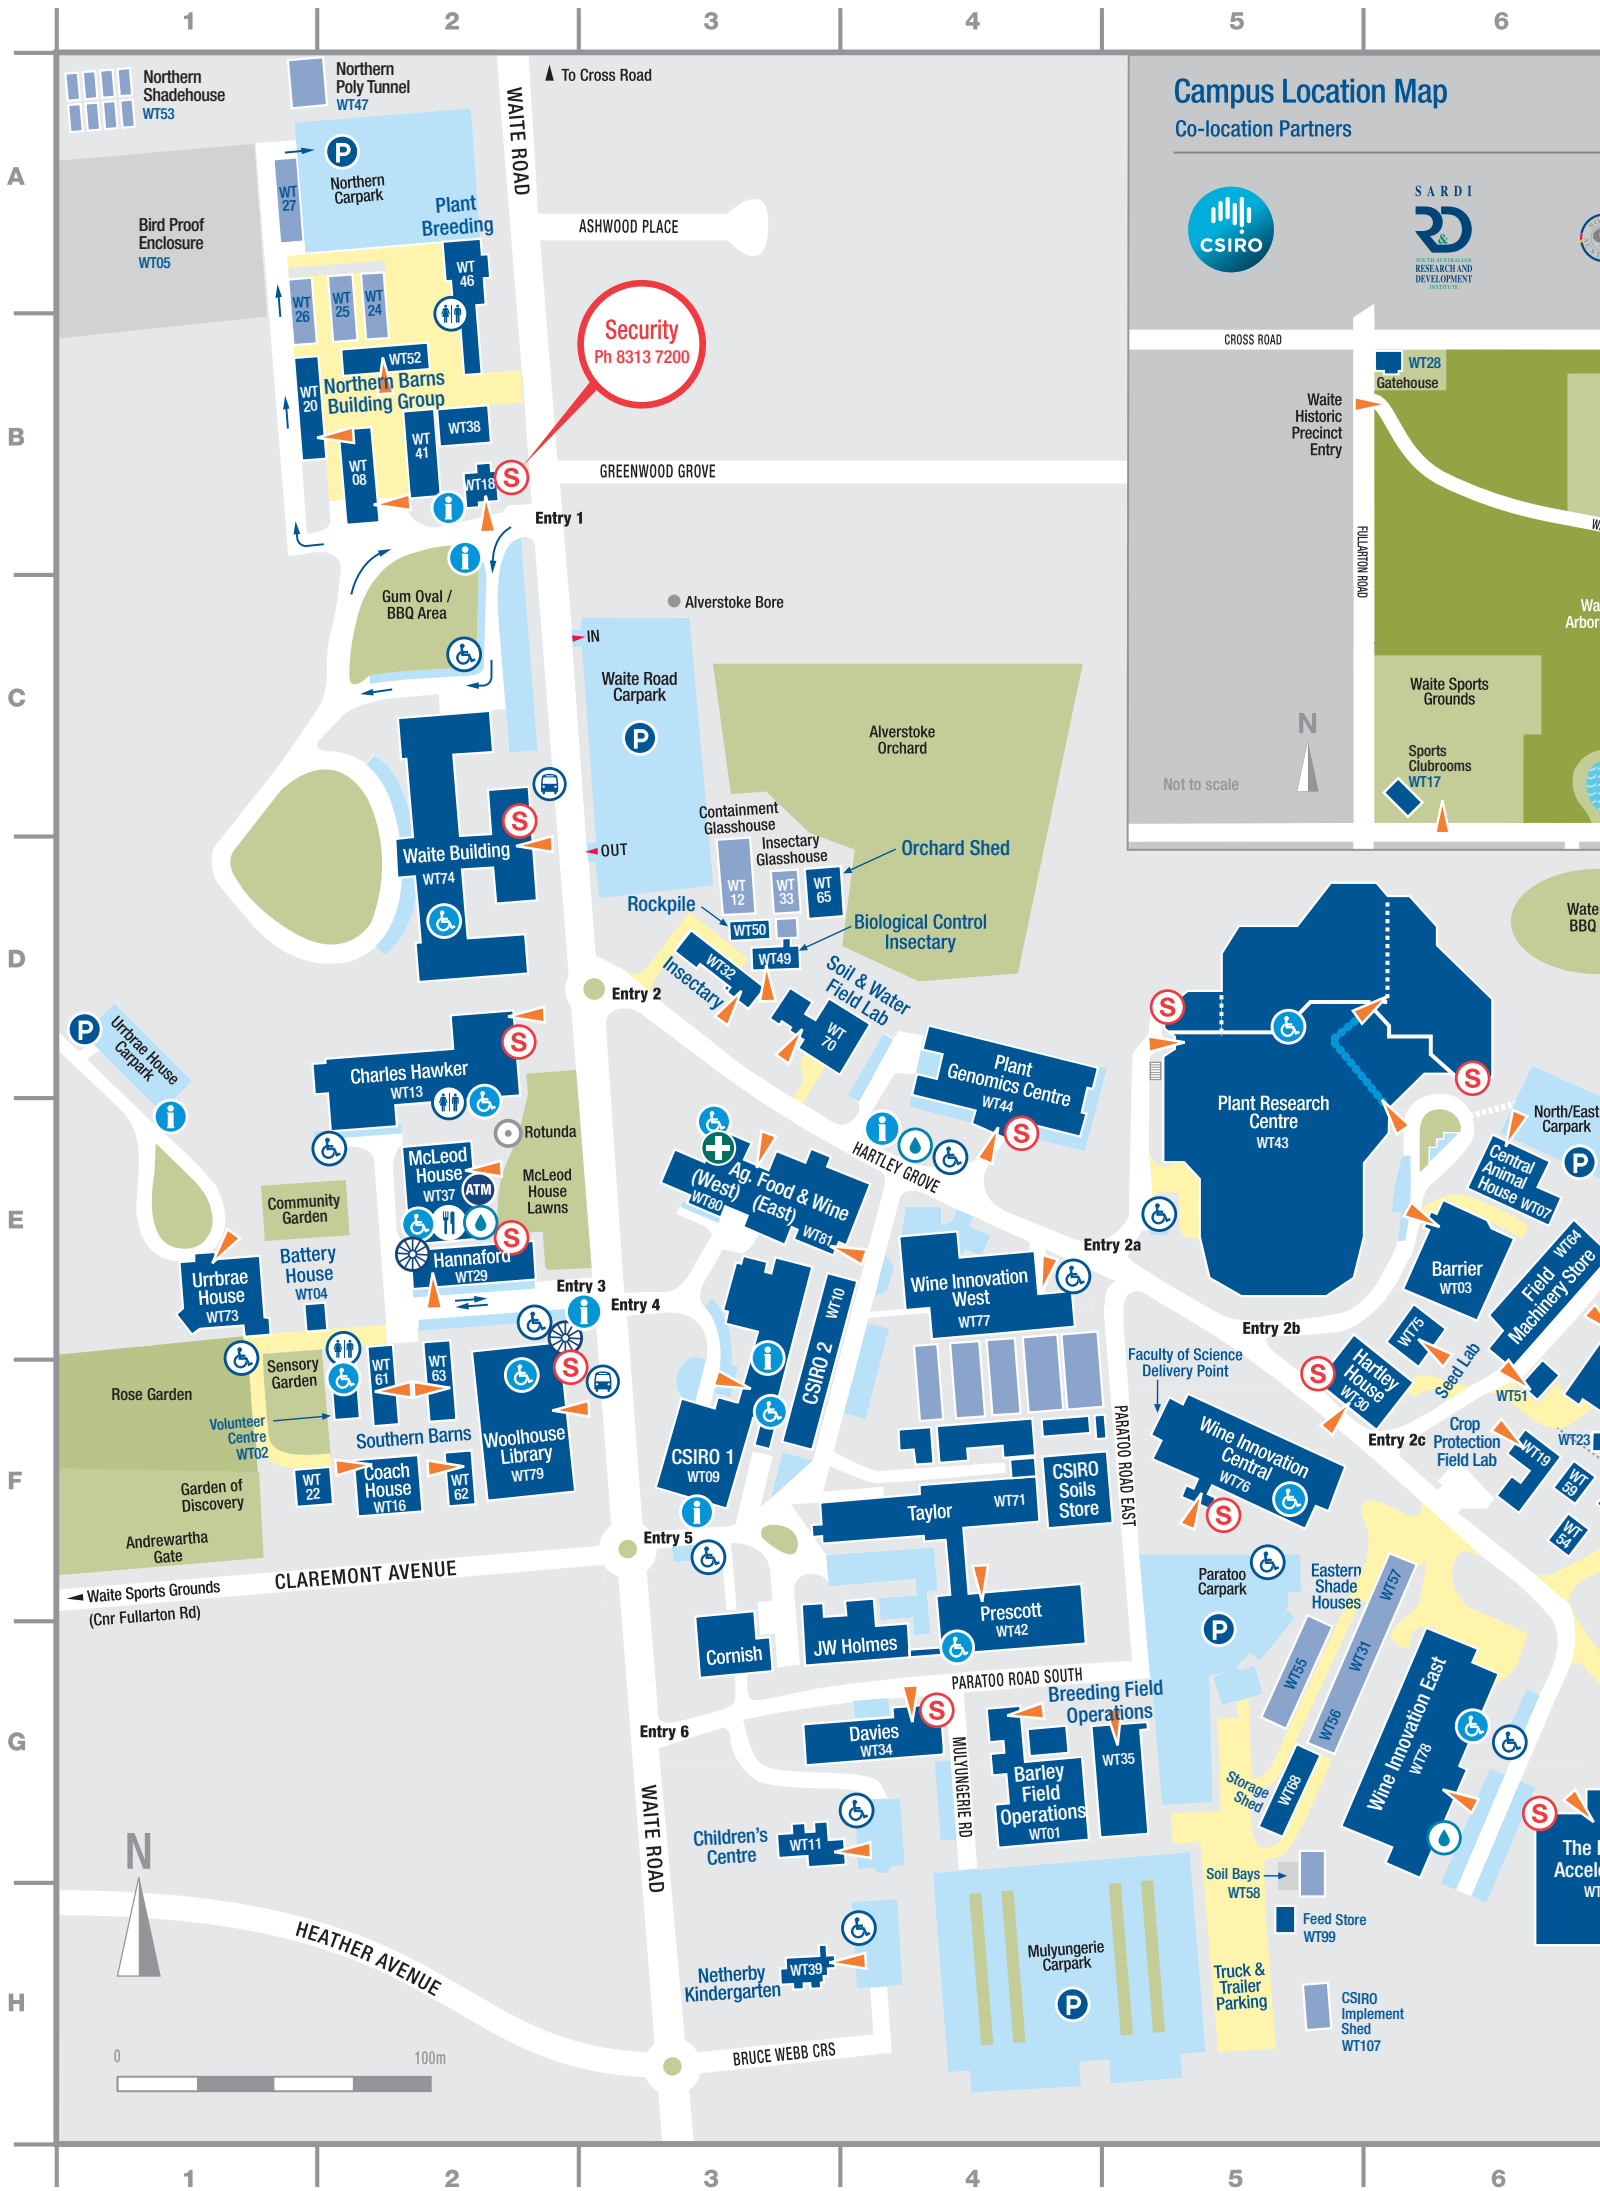 1
2
3
4
5
6
Northern
Shadehouse
WT53
Northern
Poly Tunnel
WT47
To Cross Road
WAITE ROAD
Campus Location Map
Co-location Partners
CSIRO
SARDI
R&D
SOUTH AUSTRALIAN
RESEARCH AND
DEVELOPMENT
INSTITUTE
A
P
Northern
Carpark
WT
27
Plant
Breeding
ASHWOOD PLACE
Bird Proof
Enclosure
WT05
WT
46
WT
26
WT
25
WT
24
Security
Ph 8313 7200
CROSS ROAD
WT28
Gatehouse
Waite
Historic
Precinct
Entry
WT52
Northern Barns
Building Group
WT
20
B
WT38
WT
41
WT
08
WT18
S
i
GREENWOOD GROVE
Entry 1
i
FULLARTON ROAD
Gum Oval /
BBQ Area
Alverstoke Bore
IN
Waite Road
Carpark
P
C
Alverstoke
Orchard
Waite Sports
Grounds
N
Sports
Clubrooms
WT17
Not to scale
S
Containment
Glasshouse
Insectary
Glasshouse
OUT
Waite Building
WT74
Orchard Shed
WT
12
WT
33
WT
65
Rockpile
WT50
Biological Control
Insectary
WT49
D
WT32
Insectary
Soil & Water
Field Lab
WT
70
Entry 2
P
Urrbrae House
Carpark
i
S
Charles Hawker
WT13
Plant
Genomics Centre
WT44
S
S
S
Plant Research
Centre
WT43
North/East
Carpark
P
Rotunda
i
HARTLEY GROVE
McLeod
House
WT37
ATM
McLeod
House
Lawns
S
Ag. Food & Wine
(West)
(East)
WT80
WT81
Central
Animal
House WT07
E
Community
Garden
Battery
House
WT04
Hannaford
WT29
Urrbrae
House
WT73
Entry 3
i
Entry 4
Entry 2a
Wine Innovation
West
WT77
WT10
CSIRO 2
Barrier
WT03
WT64
Field
Machinery Store
Entry 2b
WT75
Seed Lab
S
Hartley
House
WT30
Faculty of Science
Delivery Point
WT51
Rose Garden
Sensory
Garden
WT
61
WT
63
S
i
Volunteer
Centre
WT02
Southern Barns
Woolhouse
Library
WT79
PARATOO ROAD EAST
Wine Innovation
Central
WT76
S
Entry 2c
Crop
Protection
Field Lab
WT19
WT23
WT
59
WT
54
F
Garden of
Discovery
WT
22
Coach
House
WT16
WT
62
CSIRO 1
WT09
i
CSIRO
Soils
Store
Taylor
WT71
Andrewartha
Gate
Entry 5
CLAREMONT AVENUE
Waite Sports Grounds
(Cnr Fullarton Rd)
Paratoo
Carpark
P
Eastern
Shade
Houses
WT57
Prescott
WT42
JW Holmes
Cornish
WT55
WT31
WT56
PARATOO ROAD SOUTH
Breeding Field
Operations
S
Entry 6
G
Davies
WT34
MULYUNGERIE RD
Barley
Field
Operations
WT01
WT35
Storage
Shed
WT68
Wine Innovation East
WT78
S
WAITE ROAD
Children's
Centre
WT11
Soil Bays
WT58
N
Feed Store
WT99
HEATHER AVENUE
Netherby
Kindergarten
WT39
Mulyungerie
Carpark
P
Truck &
Trailer
Parking
CSIRO
Implement
Shed
WT107
H
BRUCE WEBB CRS
0
100m
1
2
3
4
5
6